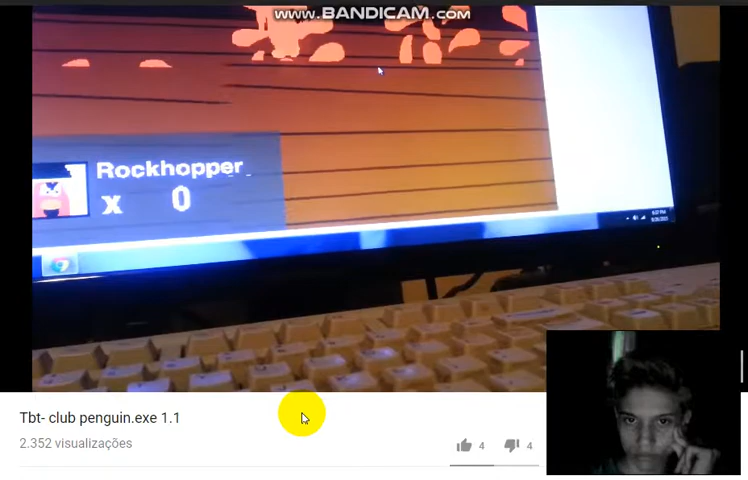 WWW.BANDICAM.COM
Rockhopper
x 0
Tbt- club penguin.exe 1.1
2.352 visualizações
4
4